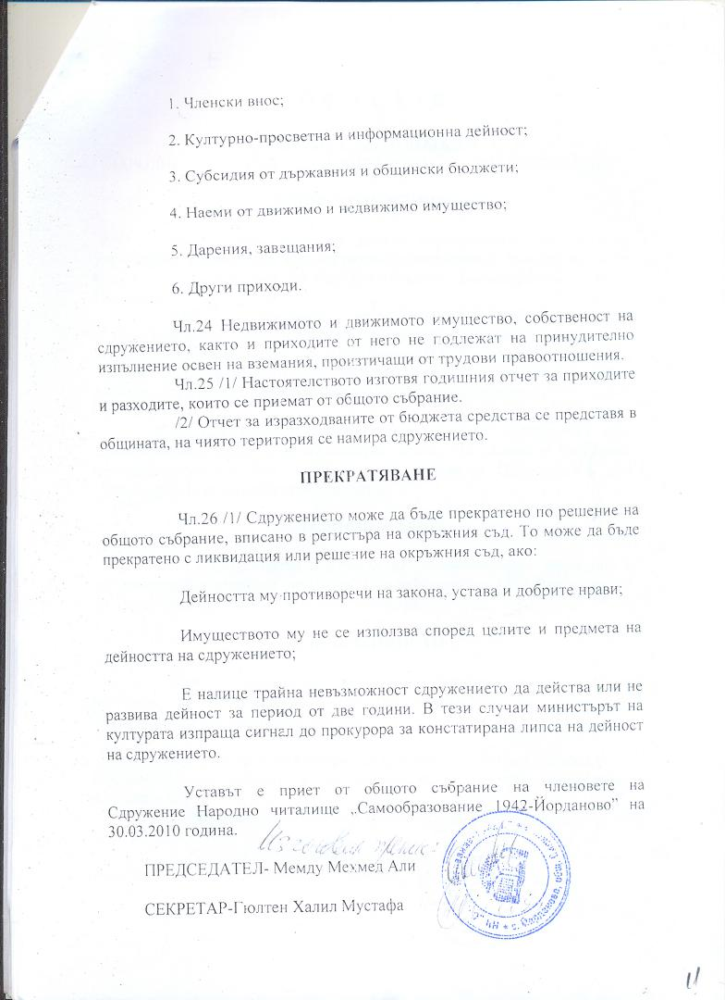 1. Членски внос;
2. Културно-просветна и информационна дейност;
3. Субсидия от държавния и общински бюджети;
4. Наеми от движимо и недвижимо имущество;
5. Дарения, завещания;
6. Други приходи.
Чл.24 Недвижимото и движимото имущество, собственост на
сдружението, както и приходите от него не подлежат на принудително
изпълнение освен на вземания, произтичащи от трудови правоотношения.
Чл.25 /1/ Настоятелството изготвя годишния отчет за приходите
и разходите, които се приемат от общото събрание.
/2/ Отчет за изразходваните от бюджета средства се представя в
общината, на чиято територия се намира сдружението.
ПРЕКРАТЯВАНЕ
Чл.26 /1/ Сдружението може да бъде прекратено по решение на
общото събрание, вписано в регистъра на окръжния съд. То може да бъде
прекратено с ликвидация или решение на окръжния съд, ако:
Дейността му противоречи на закона, устава и добрите нрави;
Имуществото му не се използва според целите и предмета на
дейността на сдружението;
Е налице трайна невъзможност сдружението да действа или не
развива дейност за период от две години. В тези случаи министърът на
културата изпраща сигнал до прокурора за констатирана липса на дейност
на сдружението.
Уставът е приет от общото събрание на членовете на
Сдружение Народно читалище „Самообразование 1942-Йорданово” на
30.03.2010 година.
ПРЕДСЕДАТЕЛ- Мемду Мехмед Али
СЕКРЕТАР-Гюлтен Халил Мустафа